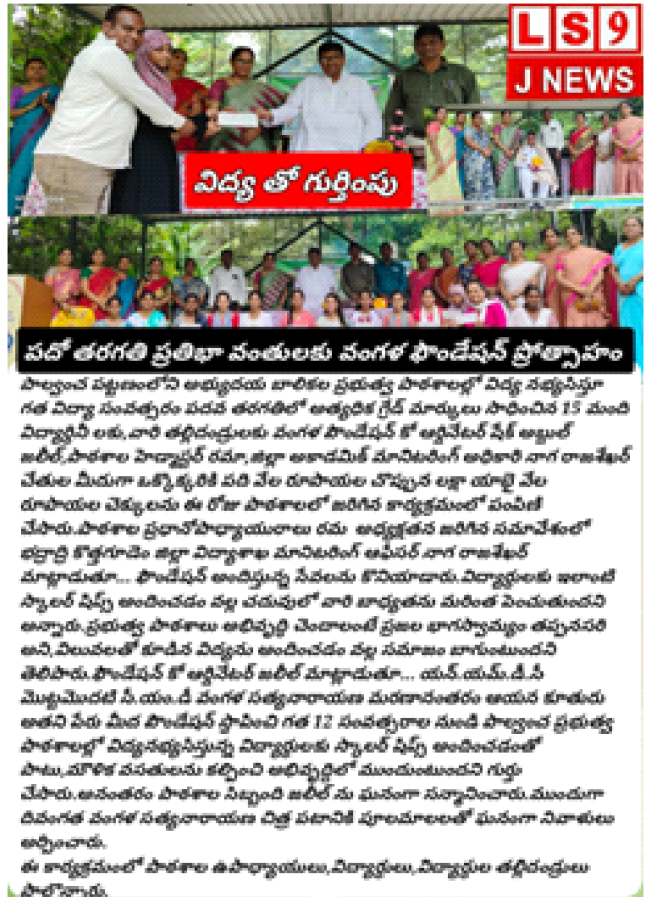 LS9
J NEWS
విద్య తో గుర్తింపు
పదో తరగతి ప్రతిభా వంతులకు వంగళ ఫౌండేషన్ ప్రోత్సాహం
పాల్వంచ పట్టణంలోని అభ్యుదయ బాలికల ప్రభుత్వ పాఠశాలల్లో విద్య నభ్యసిస్తూ
గత విద్యా సంవత్సరం పదవ తరగతిలో అత్యధిక గ్రేడ్ మార్కులు సాధించిన 15 మంది
విద్యార్థినీ లకు,వారి తల్లిదండ్రులకు వంగళ ఫౌండేషన్ కో ఆర్డినేటర్ షేక్ అబ్దుల్
జలీల్,పాఠశాల హెడ్మాస్టర్ రమా,జిల్లా అకాడమిక్ మానిటరింగ్ అధికారి నాగ రాజశేఖర్
చేతుల మీదుగా ఒక్కొక్కరికి పది వేల రూపాయల చొప్పున లక్షా యాభై వేల
రూపాయల చెక్కులను ఈ రోజు పాఠశాలలో జరిగిన కార్యక్రమంలో పంపిణీ
చేసారు.పాఠశాల ప్రధానోపాధ్యాయురాలు రమ అధ్యక్షతన జరిగిన సమావేశంలో
భద్రాద్రి కొత్తగూడెం జిల్లా విద్యాశాఖ మానిటరింగ్ ఆఫీసర్ నాగ రాజశేఖర్
మాట్లాడుతూ... ఫౌండేషన్ అందిస్తున్న సేవలను కొనియాడారు.విద్యార్థులకు ఇలాంటి
స్కాలర్ షిప్స్ అందించడం వల్ల చదువులో వారి బాధ్యతను మరింత పెంచుతుందని
అన్నారు.ప్రభుత్వ పాఠశాలు అభివృద్ధి చెందాలంటే ప్రజల భాగస్వామ్యం తప్పనిసరి
అని,విలువలతో కూడిన విద్యను అందించడం వల్ల సమాజం బాగుంటుందని
తెలిపారు.ఫౌండేషన్ కో ఆర్డినేటర్ జలీల్ మాట్లాడుతూ... యన్.యమ్.డీ.సీ
మొట్టమొదటి సీ.యం.డీ వంగళ సత్యనారాయణ మరణానంతరం ఆయన కూతురు
అతని పేరు మీద ఫౌండేషన్ స్థాపించి గత 12 సంవత్సరాల నుండి పాల్వంచ ప్రభుత్వ
పాఠశాలల్లో విద్యనభ్యసిస్తున్న విద్యార్థులకు స్కాలర్ షిప్స్ అందించడంతో
పాటు,మౌళిక వసతులను కల్పించి అభివృద్ధిలో ముందుంటుందని గుర్తు
చేసారు.అనంతరం పాఠశాల సిబ్బంది జలీల్ ను ఘనంగా సన్మానించారు.ముందుగా
దివంగత వంగళ సత్యనారాయణ చిత్ర పటానికి పూలమాలలతో ఘనంగా నివాళులు
అర్పించారు.
ఈ కార్యక్రమంలో పాఠశాల ఉపాధ్యాయులు,విద్యార్థులు,విద్యార్థుల తల్లిదండ్రులు
పాల్గొన్నారు.